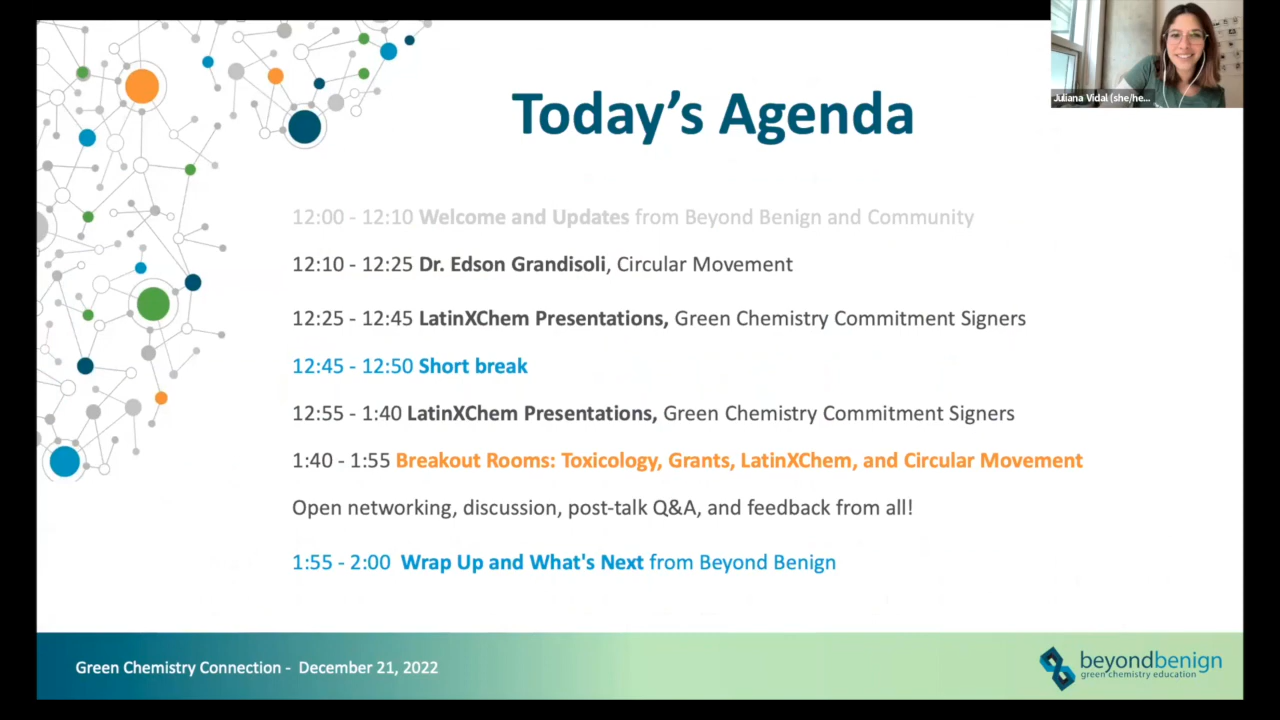 Juliana Vidal (she/he...
Today's Agenda
12:00 - 12:10 Welcome and Updates from Beyond Benign and Community
12:10 - 12:25 Dr. Edson Grandisoli, Circular Movement
12:25 - 12:45 LatinXChem Presentations, Green Chemistry Commitment Signers
12:45 - 12:50 Short break
12:55 - 1:40 LatinXChem Presentations, Green Chemistry Commitment Signers
1:40 - 1:55 Breakout Rooms: Toxicology, Grants, LatinXChem, and Circular Movement
Open networking, discussion, post-talk Q&A, and feedback from all!
1:55 - 2:00 Wrap Up and What's Next from Beyond Benign
Green Chemistry Connection - December 21, 2022
beyondbenign
green chemistry education